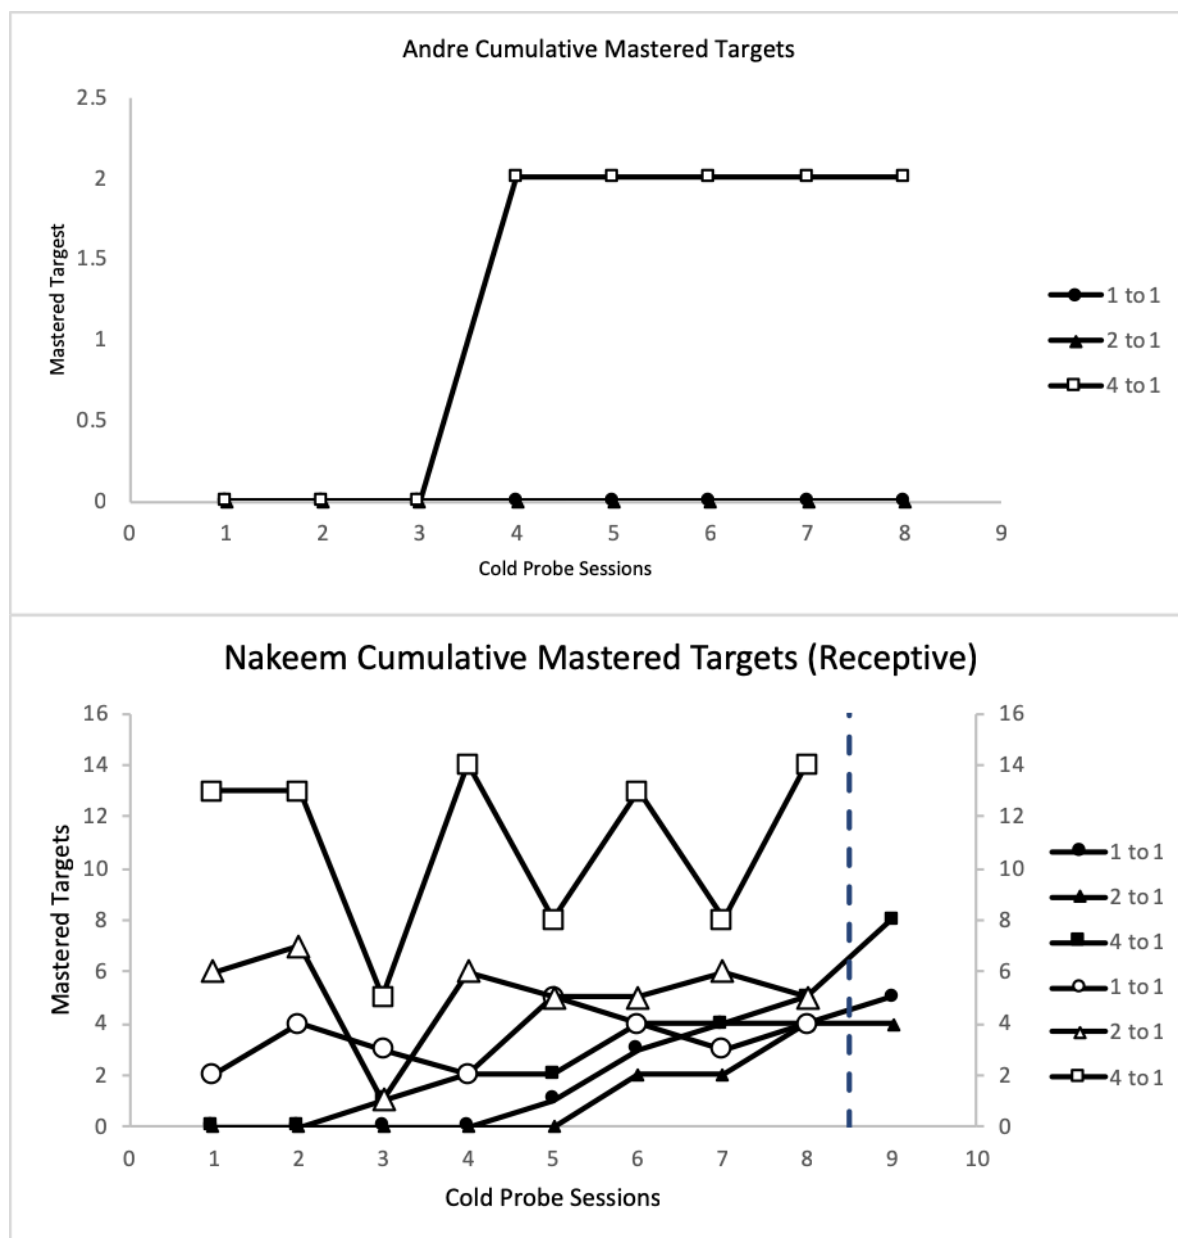 Andre Cumulative Mastered Targets
2.5
2
1.5
1
0.5
0
Mastered Targest
0 1 2 3 4 5 6 7 8 9
Cold Probe Sessions
1 to 1
2 to 1
4 to 1
Nakeem Cumulative Mastered Targets (Receptive)
16 16
14 14
12 12
10 10
8 8
6 6
4 4
2 2
0 0
Mastered Targets
0 1 2 3 4 5 6 7 8 9 10
Cold Probe Sessions
1 to 1
2 to 1
4 to 1
1 to 1
2 to 1
4 to 1